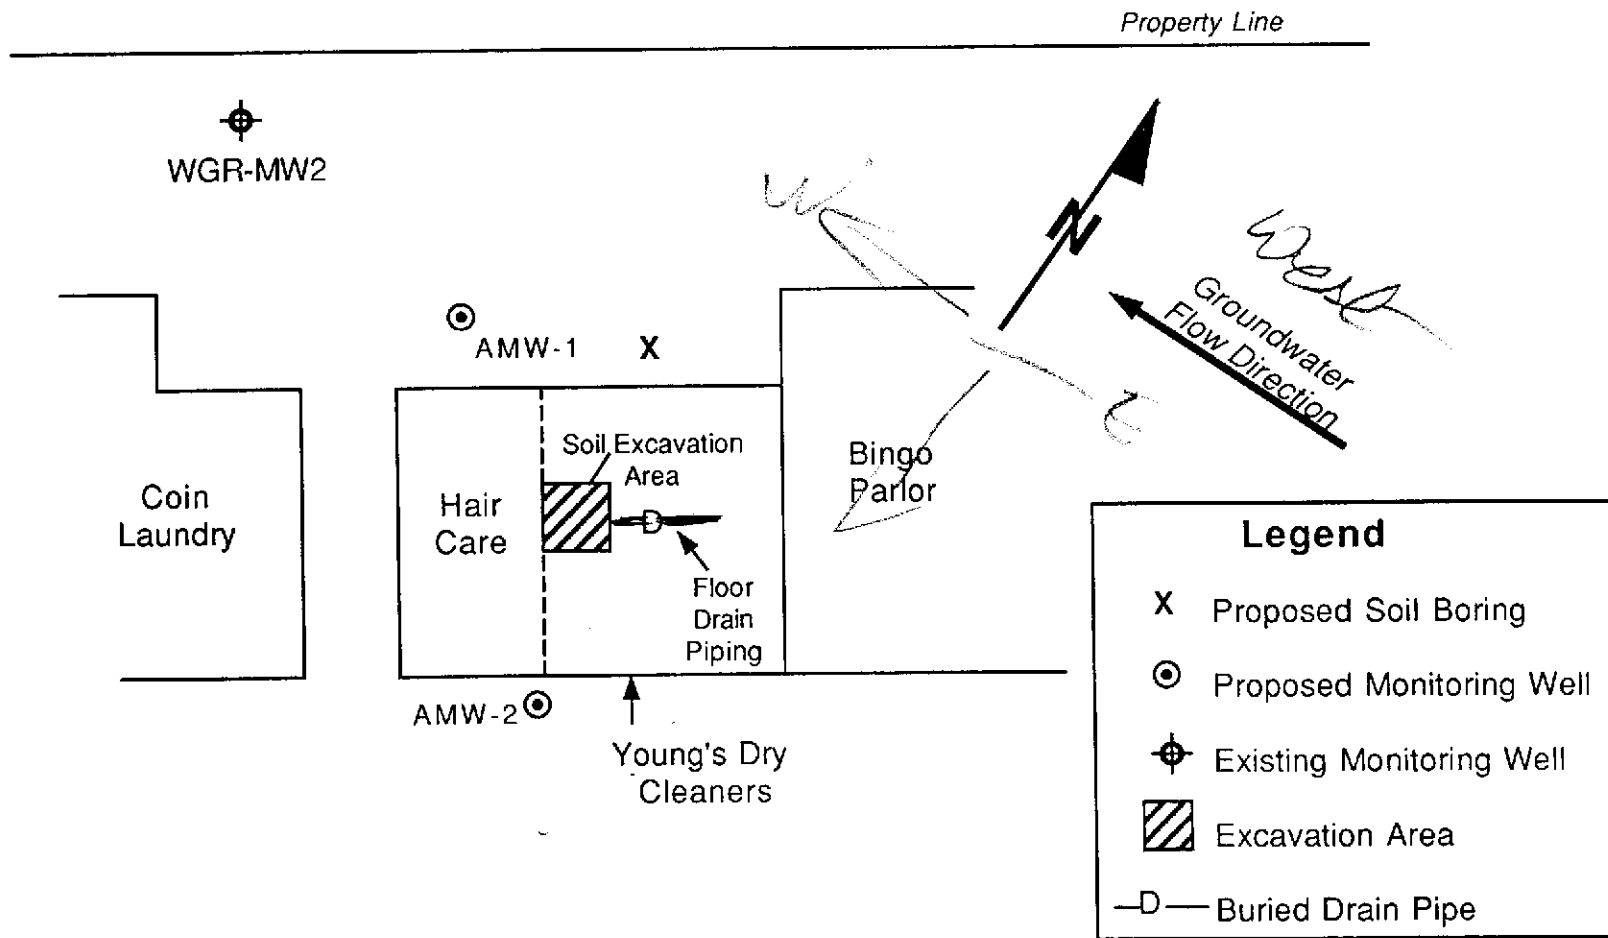 Property Line
WGR-MW2
W
N
West
Groundwater
Flow Direction
E
AMW-1
X
Soil Excavation
Area
Coin
Laundry
Hair
Care
D
Floor
Drain
Piping
Bingo
Parlor
AMW-2
Young's Dry
Cleaners
Legend
X Proposed Soil Boring
Proposed Monitoring Well
Existing Monitoring Well
Excavation Area
D Buried Drain Pipe